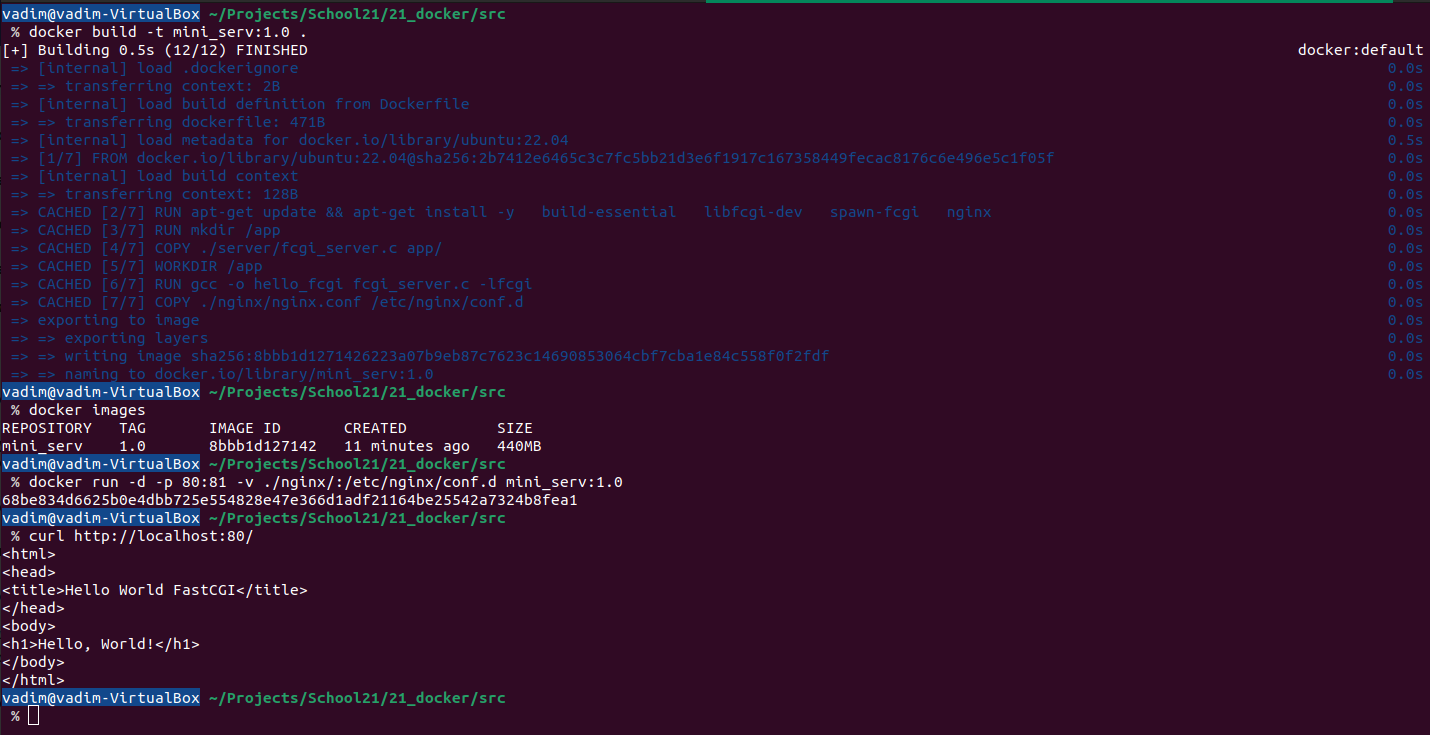 vadim@vadim-VirtualBox ~/Projects/School21/21_docker/src
% docker build -t mini_serv:1.0 .
[+] Building 0.5s (12/12) FINISHED docker:default
=> [internal] load .dockerignore 0.0s
=> => transferring context: 2B 0.0s
=> [internal] load build definition from Dockerfile 0.0s
=> => transferring dockerfile: 471B 0.0s
=> [internal] load metadata for docker.io/library/ubuntu:22.04 0.5s
=> [1/7] FROM docker.io/library/ubuntu:22.04@sha256:2b7412e6465c3c7fc5bb21d3e6f1917c167358449fecac8176c6e496e5c1f05f 0.0s
=> [internal] load build context 0.0s
=> => transferring context: 128B 0.0s
=> CACHED [2/7] RUN apt-get update && apt-get install -y   build-essential   libfcgi-dev   spawn-fcgi   nginx 0.0s
=> CACHED [3/7] RUN mkdir /app 0.0s
=> CACHED [4/7] COPY ./server/fcgi_server.c app/ 0.0s
=> CACHED [5/7] WORKDIR /app 0.0s
=> CACHED [6/7] RUN gcc -o hello_fcgi fcgi_server.c -lfcgi 0.0s
=> CACHED [7/7] COPY ./nginx/nginx.conf /etc/nginx/conf.d 0.0s
=> exporting to image 0.0s
=> => exporting layers 0.0s
=> => writing image sha256:8bbb1d1271426223a07b9eb87c7623c14690853064cbf7cba1e84c558f0f2fdf 0.0s
=> => naming to docker.io/library/mini_serv:1.0 0.0s
vadim@vadim-VirtualBox ~/Projects/School21/21_docker/src
% docker images
REPOSITORY   TAG       IMAGE ID       CREATED          SIZE
mini_serv    1.0       8bbb1d127142   11 minutes ago   440MB
vadim@vadim-VirtualBox ~/Projects/School21/21_docker/src
% docker run -d -p 80:81 -v ./nginx/:/etc/nginx/conf.d mini_serv:1.0
68be834d6625b0e4dbb725e554828e47e366d1adf21164be25542a7324b8fea1
vadim@vadim-VirtualBox ~/Projects/School21/21_docker/src
% curl http://localhost:80/
<html>
<head>
<title>Hello World FastCGI</title>
</head>
<body>
<h1>Hello, World!</h1>
</body>
</html>
vadim@vadim-VirtualBox ~/Projects/School21/21_docker/src
%